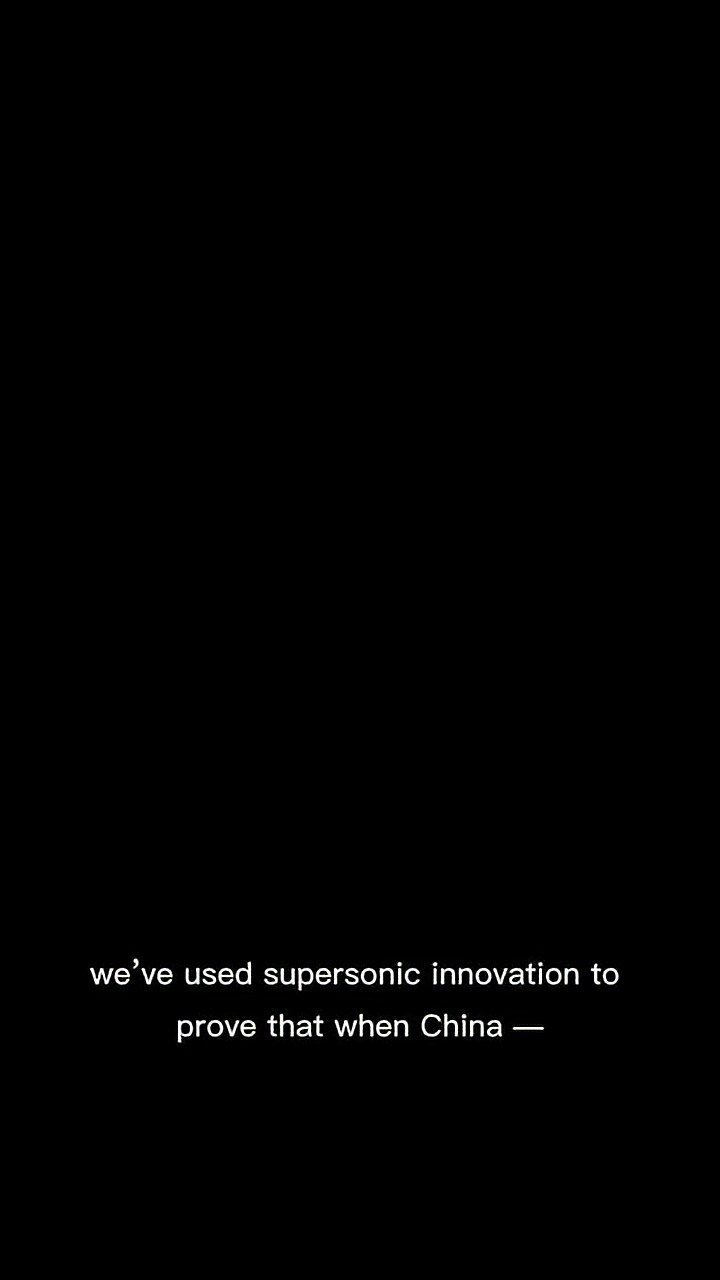 we’ve used supersonic innovation to
prove that when China —